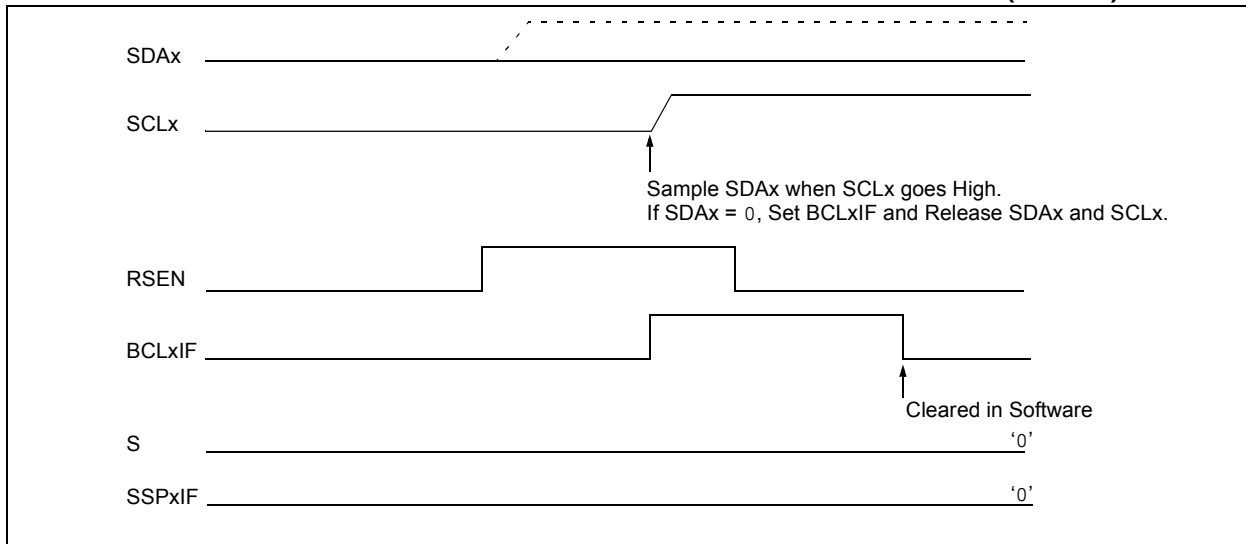 SDAx
SCLx
Sample SDAx when SCLx goes High.
If SDAx = 0, Set BCLxIF and Release SDAx and SCLx.
RSEN
BCLxIF
Cleared in Software
S
‘0’
SSPxIF
‘0’